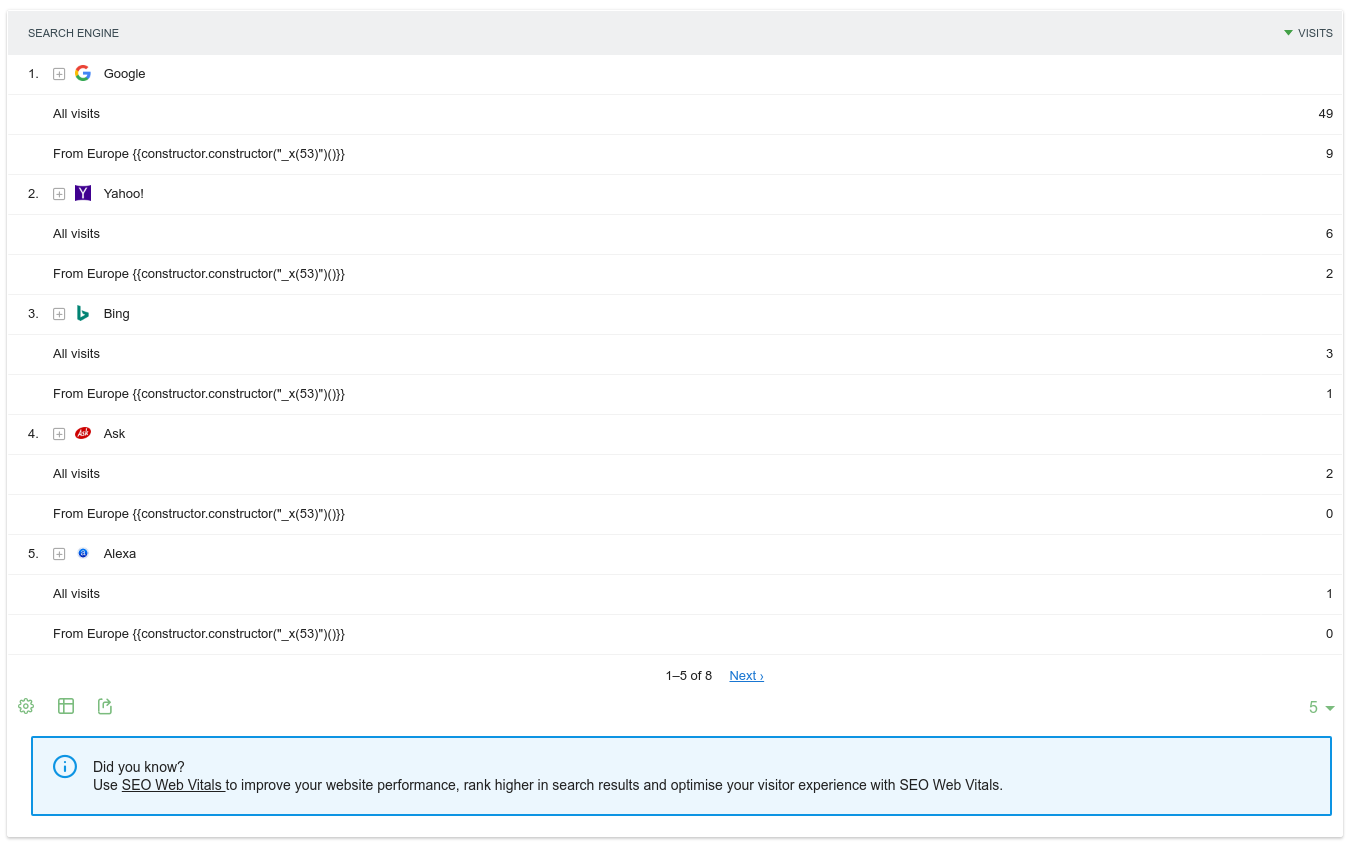 SEARCH ENGINE VISITS
1. Google
All visits 49
From Europe {{constructor.constructor("_x(53)")()}} 9
2. Yahoo!
All visits 6
From Europe {{constructor.constructor("_x(53)")()}} 2
3. Bing
All visits 3
From Europe {{constructor.constructor("_x(53)")()}} 1
4. Ask Ask
All visits 2
From Europe {{constructor.constructor("_x(53)")()}} 0
5. a Alexa
All visits 1
From Europe {{constructor.constructor("_x(53)")()}} 0
1–5 of 8 Next ›
5
Did you know?
Use SEO Web Vitals to improve your website performance, rank higher in search results and optimise your visitor experience with SEO Web Vitals.